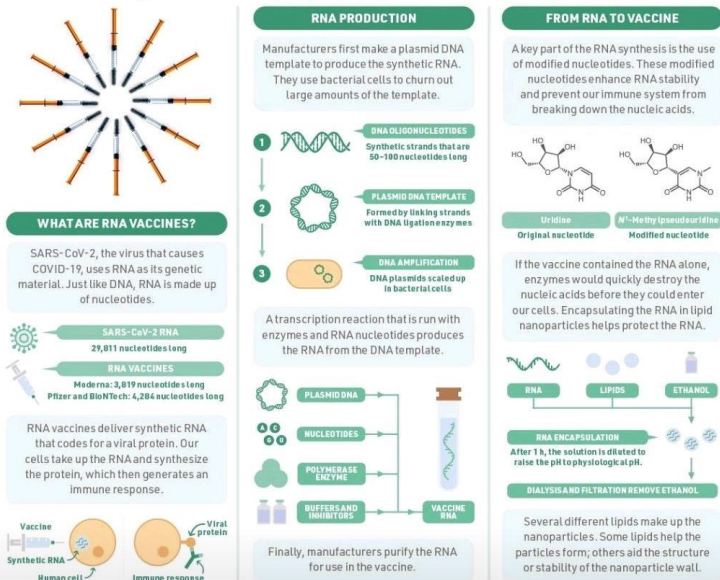 WHAT ARE RNA VACCINES?
SARS-CoV-2, the virus that causes
COVID-19, uses RNA as its genetic
material. Just like DNA, RNA is made up
of nucleotides.
SARS-CoV-2 RNA
29,811 nucleotides long
RNA VACCINES
Moderna: 3,819 nucleotides long
Pfizer and BioNTech: 4,284 nucleotides long
RNA vaccines deliver synthetic RNA
that codes for a viral protein. Our
cells take up the RNA and synthesize
the protein, which then generates an
immune response.
Vaccine
Synthetic RNA
Human cell
Viral
protein
Immune response
RNA PRODUCTION
Manufacturers first make a plasmid DNA
template to produce the synthetic RNA.
They use bacterial cells to churn out
large amounts of the template.
1
DNA OLIGONUCLEOTIDES
Synthetic strands that are
50–100 nucleotides long
2
PLASMID DNA TEMPLATE
Formed by linking strands
with DNA ligation enzymes
3
DNA AMPLIFICATION
DNA plasmids scaled up
in bacterial cells
A transcription reaction that is run with
enzymes and RNA nucleotides produces
the RNA from the DNA template.
PLASMID DNA
A C
G U
NUCLEOTIDES
POLYMERASE
ENZYME
BUFFERS AND
INHIBITORS
VACCINE
RNA
Finally, manufacturers purify the RNA
for use in the vaccine.
FROM RNA TO VACCINE
A key part of the RNA synthesis is the use
of modified nucleotides. These modified
nucleotides enhance RNA stability
and prevent our immune system from
breaking down the nucleic acids.
HO OH
HO
O N
O NH O
HO OH
HO
O N
O NH O
Uridine
Original nucleotide
N¹-Methylpseudouridine
Modified nucleotide
If the vaccine contained the RNA alone,
enzymes would quickly destroy the
nucleic acids before they could enter
our cells. Encapsulating the RNA in lipid
nanoparticles helps protect the RNA.
RNA
LIPIDS
ETHANOL
RNA ENCAPSULATION
After 1 h, the solution is diluted to
raise the pH to physiological pH.
DIALYSIS AND FILTRATION REMOVE ETHANOL
Several different lipids make up the
nanoparticles. Some lipids help the
particles form; others aid the structure
or stability of the nanoparticle wall.